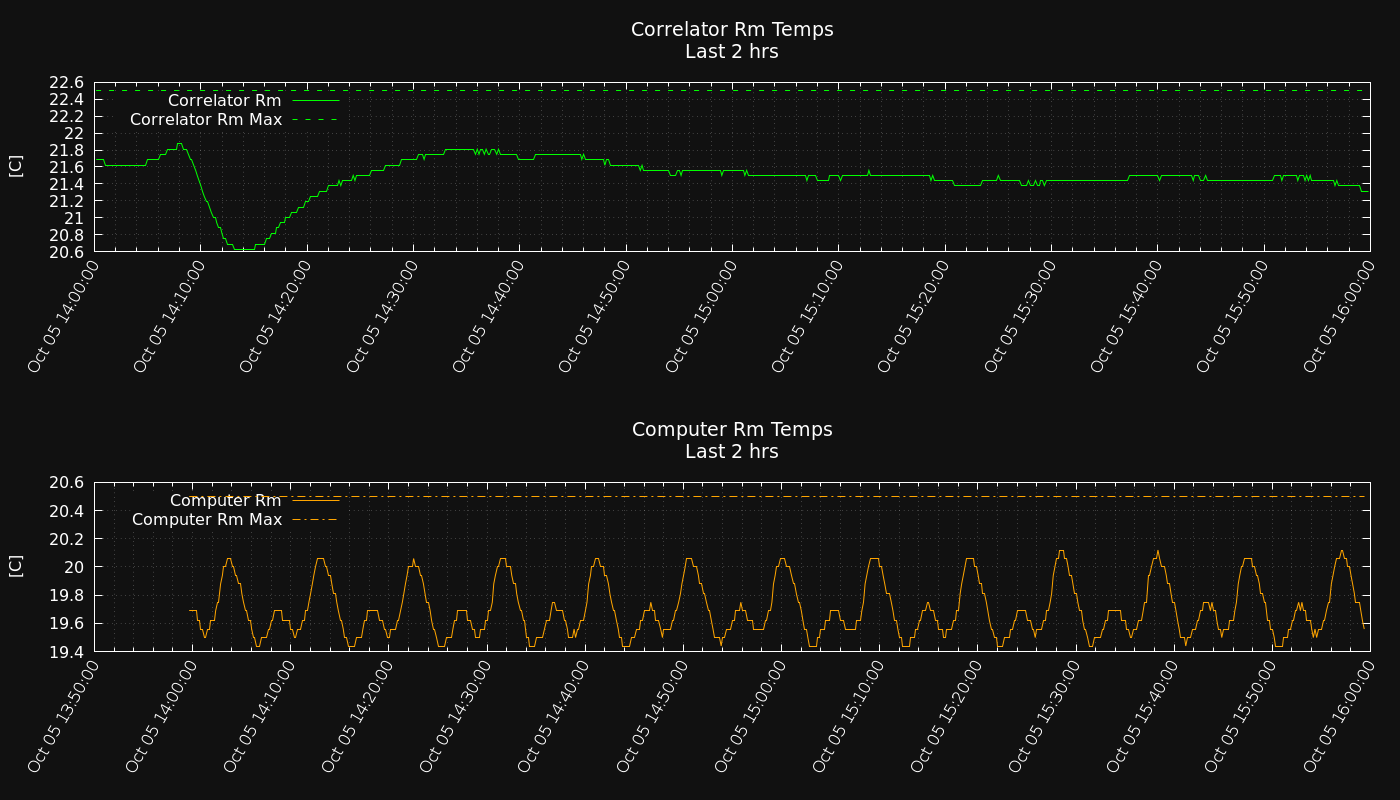 Correlator Rm Temps
Last 2 hrs
22.6
22.4
22.2
22
21.8
21.6
21.4
21.2
21
20.8
20.6
[C]
Correlator Rm
Correlator Rm Max
Oct 05 14:00:00
Oct 05 14:10:00
Oct 05 14:20:00
Oct 05 14:30:00
Oct 05 14:40:00
Oct 05 14:50:00
Oct 05 15:00:00
Oct 05 15:10:00
Oct 05 15:20:00
Oct 05 15:30:00
Oct 05 15:40:00
Oct 05 15:50:00
Oct 05 16:00:00
Computer Rm Temps
Last 2 hrs
20.6
20.4
20.2
20
19.8
19.6
19.4
[C]
Computer Rm
Computer Rm Max
Oct 05 13:50:00
Oct 05 14:00:00
Oct 05 14:10:00
Oct 05 14:20:00
Oct 05 14:30:00
Oct 05 14:40:00
Oct 05 14:50:00
Oct 05 15:00:00
Oct 05 15:10:00
Oct 05 15:20:00
Oct 05 15:30:00
Oct 05 15:40:00
Oct 05 15:50:00
Oct 05 16:00:00